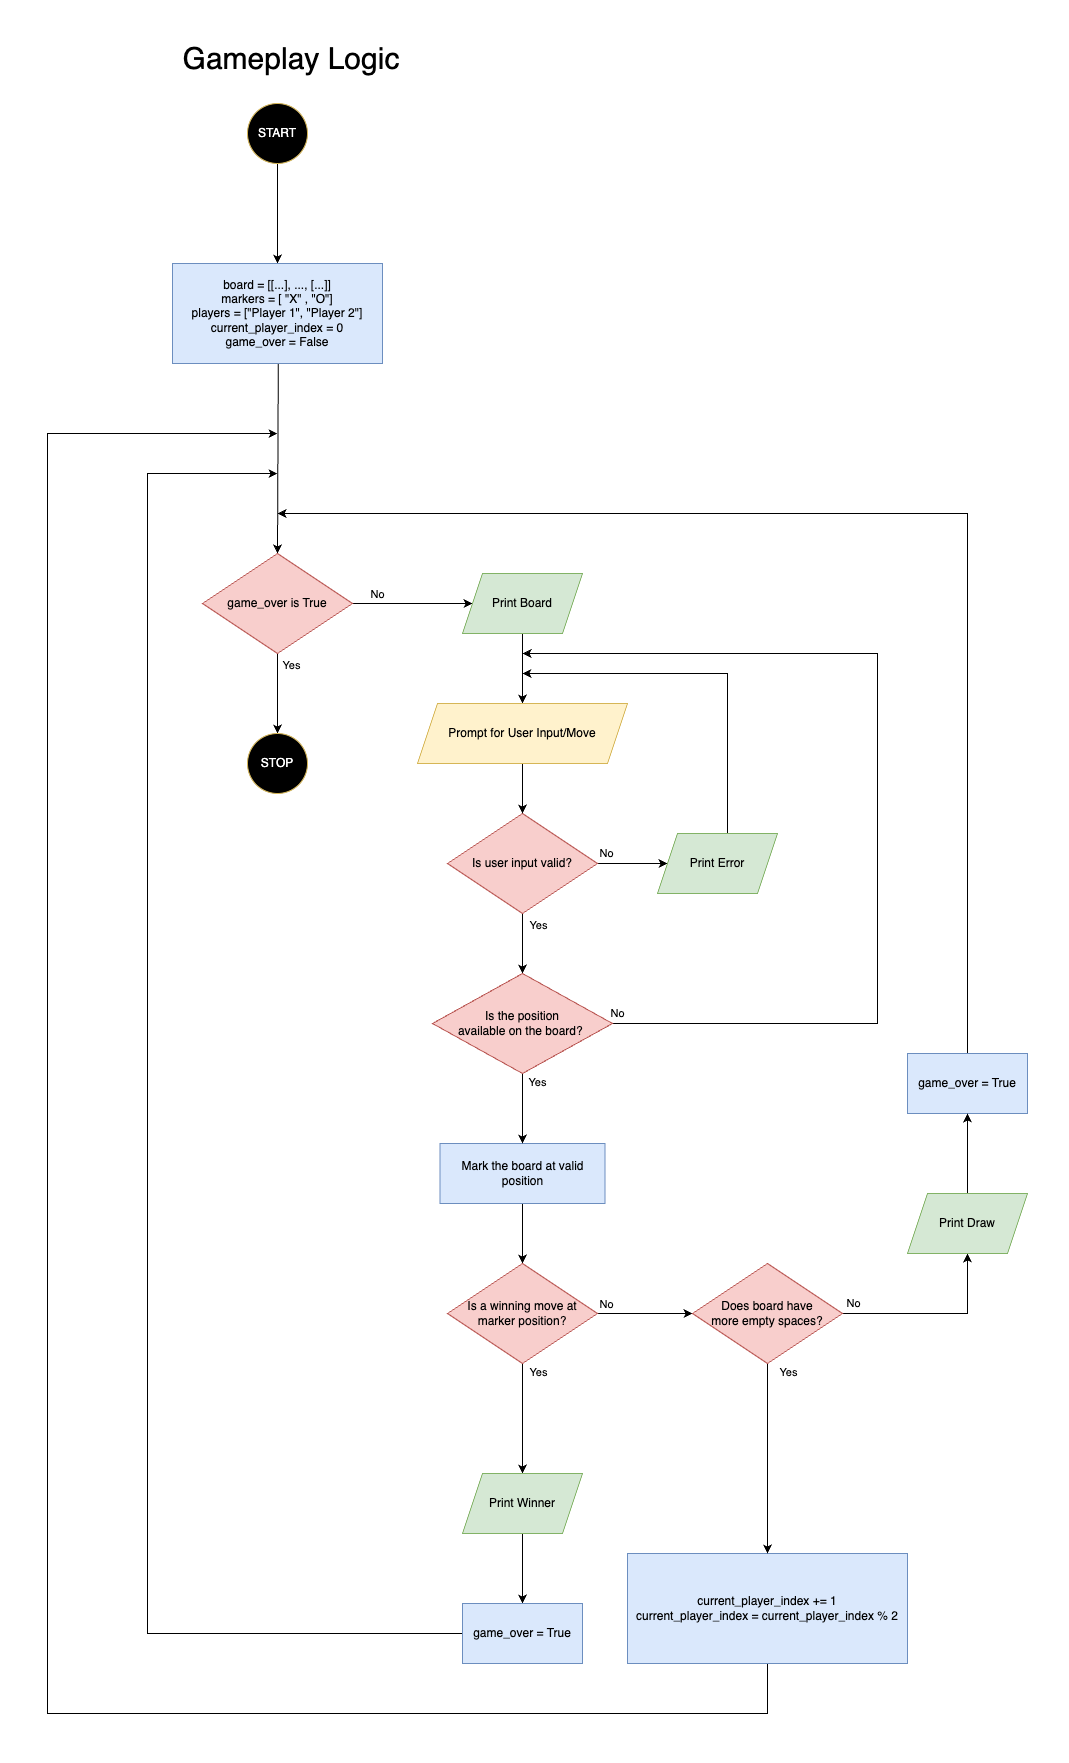 Gameplay Logic
START
board = [[...], ..., [...]]
markers = [ "X" , "O"]
players = ["Player 1", "Player 2"]
current_player_index = 0
game_over = False
game_over is True
No
Print Board
Yes
STOP
Prompt for User Input/Move
Is user input valid?
No
Print Error
Yes
Is the position
available on the board?
No
Yes
game_over = True
Mark the board at valid
position
Print Draw
Is a winning move at
marker position?
No
Does board have
more empty spaces?
No
Yes
Yes
Print Winner
current_player_index += 1
current_player_index = current_player_index % 2
game_over = True